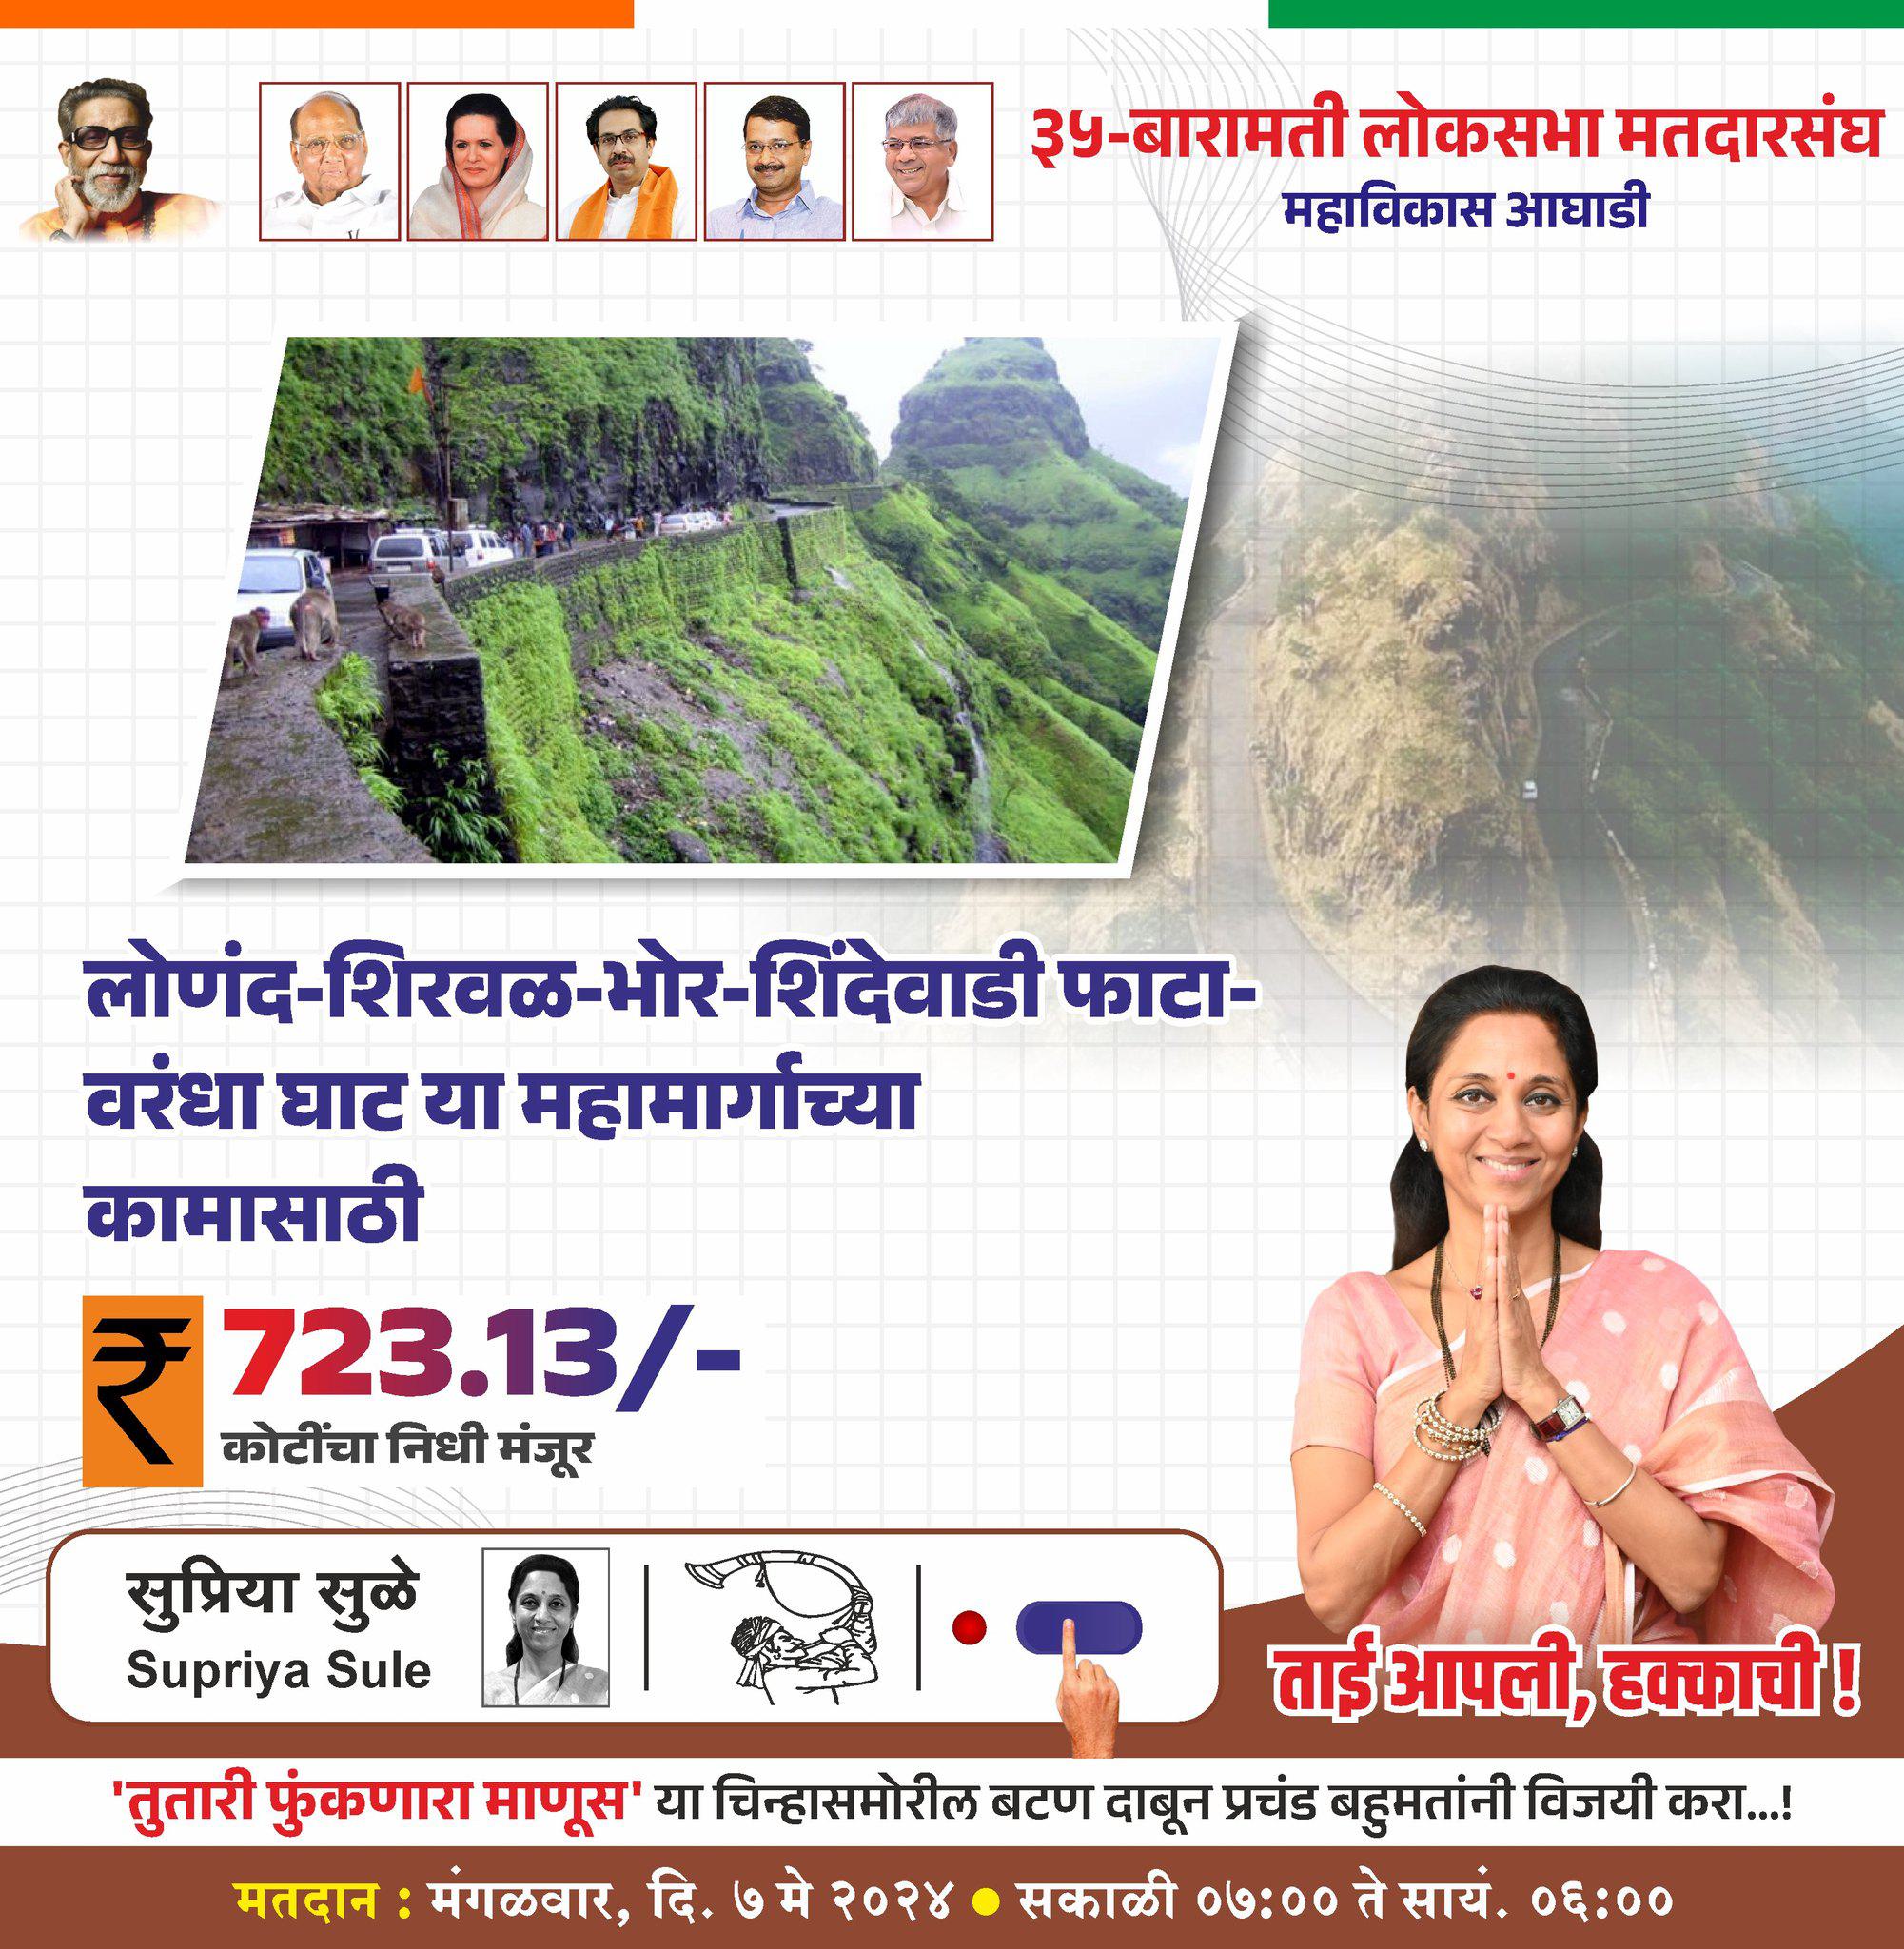 ३५-बारामती लोकसभा मतदारसंघ
महाविकास आघाडी
लोणंद-शिरवळ-भोर-शिंदेवाडी फाटा-
वरंधा घाट या महामार्गाच्या
कामासाठी
₹ 723.13/-
कोटींचा निधी मंजूर
सुप्रिया सुळे
Supriya Sule
ताई आपली, हक्काची !
'तुतारी फुंकणारा माणूस' या चिन्हासमोरील बटण दाबून प्रचंड बहुमतांनी विजयी करा...!
मतदान : मंगळवार, दि. ७ मे २०२४ ● सकाळी ०७:०० ते सायं. ०६:००